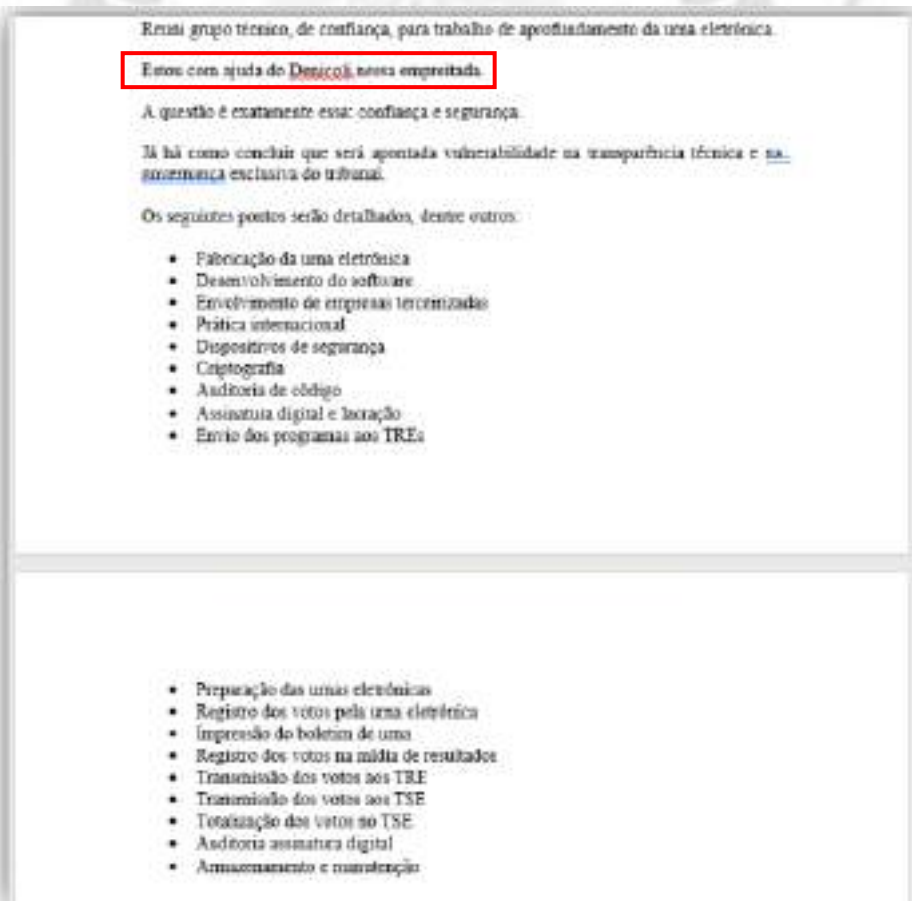 Reuni grupo técnico, de confiança, para trabalho de aprofundamento da urna eletrônica.
Estou com ajuda do Denicoli nessa empreitada.
A questão é exatamente essa: confiança e segurança.
Já há como concluir que será apontada vulnerabilidade na transparência técnica e na
governança exclusiva do tribunal.
Os seguintes pontos serão detalhados, dentre outros:
• Fabricação da urna eletrônica
• Desenvolvimento do software
• Envolvimento de empresas terceirizadas
• Prática internacional
• Dispositivos de segurança
• Criptografia
• Auditoria de código
• Assinatura digital e lacração
• Envio dos programas aos TREs
• Preparação das urnas eletrônicas
• Registro dos votos pela urna eletrônica
• Impressão do boletim de urna
• Registro dos votos na mídia de resultados
• Transmissão dos votos aos TRE
• Transmissão dos votos aos TSE
• Totalização dos votos no TSE
• Auditoria assinatura digital
• Armazenamento e manutenção